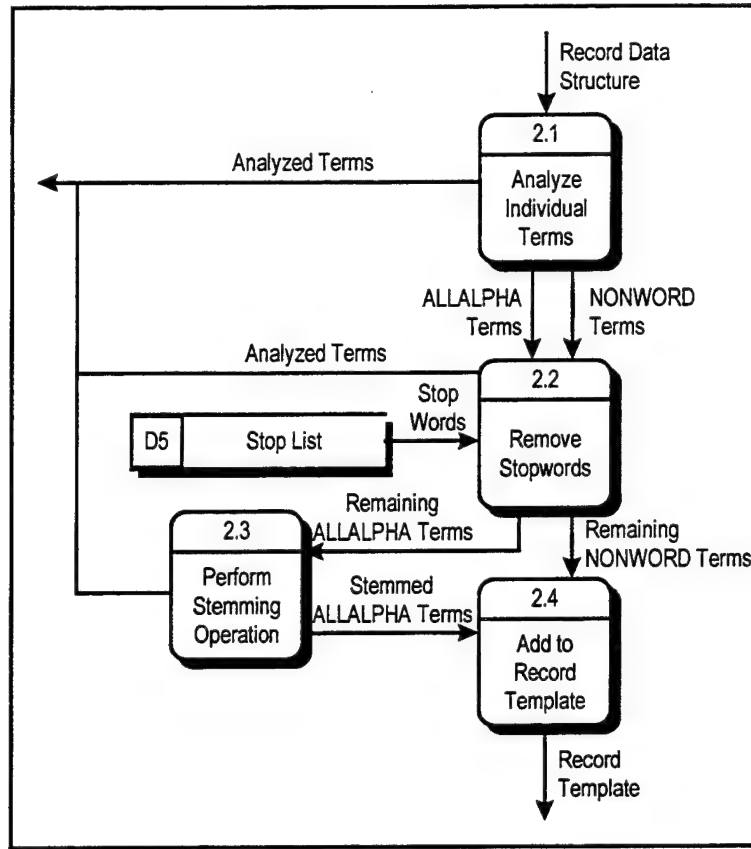 Record Data
Structure
2.1
Analyze
Individual
Terms
Analyzed Terms
ALLALPHA
Terms
NONWORD
Terms
Analyzed Terms
2.2
Remove
Stopwords
Stop
Words
D5
Stop List
Remaining
ALLALPHA Terms
Remaining
NONWORD Terms
2.3
Perform
Stemming
Operation
Stemmed
ALLALPHA Terms
2.4
Add to
Record
Template
Record
Template